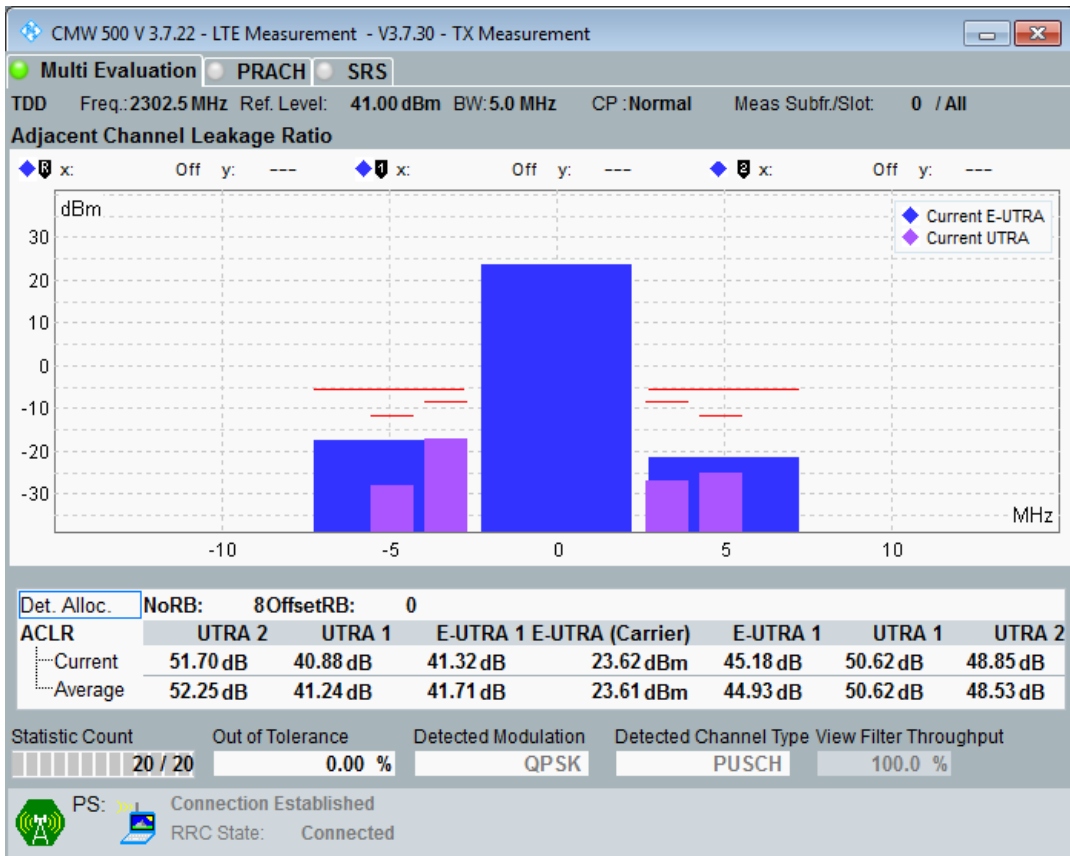 CMW 500 V 3.7.22 - LTE Measurement - V3.7.30 - TX Measurement
Multi Evaluation PRACH SRS
TDD Freq.:2302.5 MHz Ref. Level: 41.00 dBm BW:5.0 MHz CP :Normal Meas Subfr./Slot: 0 / All
Adjacent Channel Leakage Ratio
R x: Off y: --- 1 x: Off y: --- 2 x: Off y: ---
dBm
Current E-UTRA
Current UTRA
30
20
10
0
-10
-20
-30
MHz
-10 -5 0 5 10
Det. Alloc. NoRB: 8 OffsetRB: 0
ACLR UTRA 2 UTRA 1 E-UTRA 1 E-UTRA (Carrier) E-UTRA 1 UTRA 1 UTRA 2
Current 51.70 dB 40.88 dB 41.32 dB 23.62 dBm 45.18 dB 50.62 dB 48.85 dB
Average 52.25 dB 41.24 dB 41.71 dB 23.61 dBm 44.93 dB 50.62 dB 48.53 dB
Statistic Count Out of Tolerance Detected Modulation Detected Channel Type View Filter Throughput
20 / 20 0.00 % QPSK PUSCH 100.0 %
PS: Connection Established
RRC State: Connected